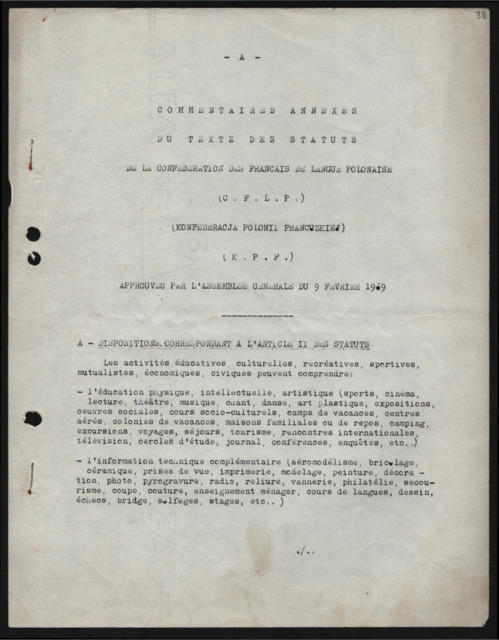 38
- A -
COMMENTAIRES ANNEXES
DU TEXTE DES STATUTS
DE LA CONFEDERATION DES FRANCAIS DE LANGUE POLONAISE
(C.F.L.P.)
(KONFEDERACJA POLONII FRANCUZKIEJ)
(K.P.F.)
APPROUVES PAR L'ASSEMBLEE GENERALE DU 9 FEVRIER 1969
A - DISPOSITIONS CORRESPONDANT A L'ARTICLE II DES STATUTS
Les activités éducatives culturelles, récréatives, sportives,
mutualistes, économiques, civiques peuvent comprendre:
- l'éducation physique, intellectuelle, artistique (sports, cinéma,
lecture, théâtre, musique, chant, danse, art plastique, expositions,
oeuvres sociales, cours socio-culturels, camps de vacances, centres
aérés, colonies de vacances, maisons familiales ou de repos, camping,
excursions, voyages, séjours, tourisme, rencontres internationales,
télévision, cercles d'étude, journal, conférences, enquêtes, etc..)
- l'information technique complémentaire (aéromodélisme, bricolage,
céramique, prises de vue, imprimerie, modelage, peinture, décora-
tion, photo, pyrogravure, radio, reliure, vannerie, philatélie, secou-
risme, coupe, couture, enseignement ménager, cours de langues, dessin,
échecs, bridge, solfeges, stages, etc.. )
./..